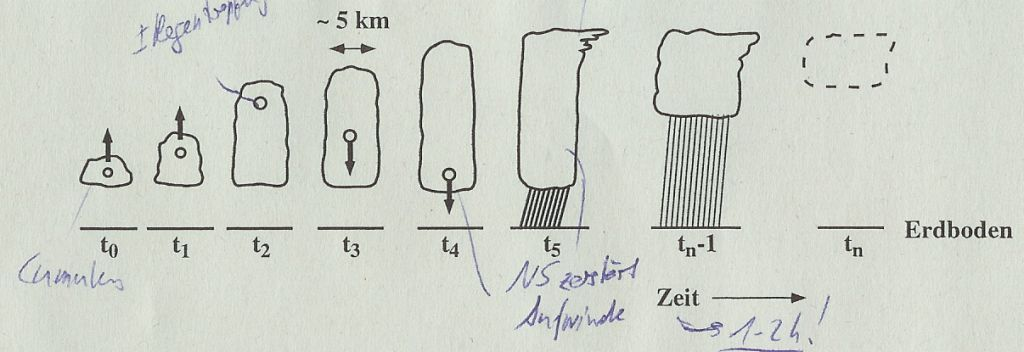 1 Regentropfen
~ 5 km
t₀ t₁ t₂ t₃ t₄ t₅ tₙ-1 tₙ Erdboden
Cumulus
NS zerstört
Aufwinde
Zeit
1-2 h!